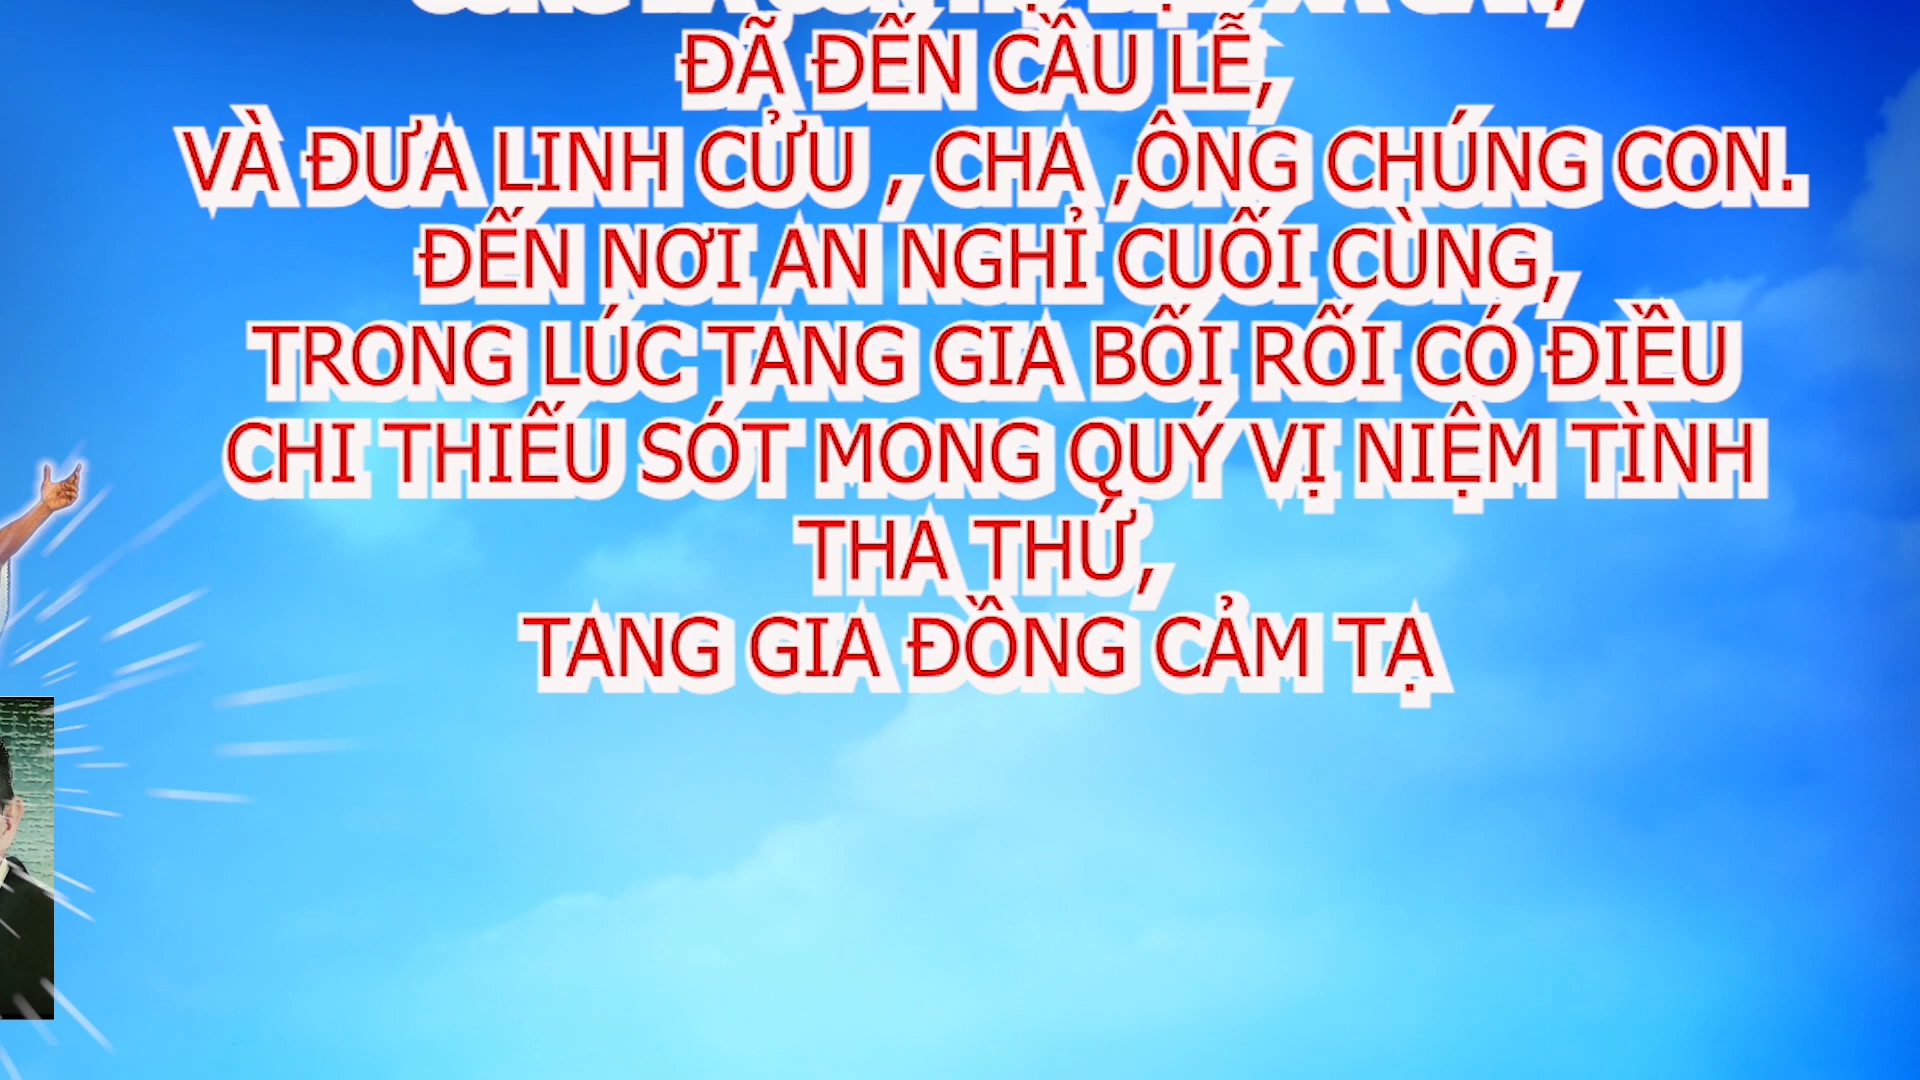 ĐÃ ĐẾN CẦU LỄ,
VÀ ĐƯA LINH CỬU , CHA ,ÔNG CHÚNG CON.
ĐẾN NƠI AN NGHỈ CUỐI CÙNG,
TRONG LÚC TANG GIA BỐI RỐI CÓ ĐIỀU
CHI THIẾU SÓT MONG QUÝ VỊ NIỆM TÌNH
THA THỨ,
TANG GIA ĐỒNG CẢM TẠ